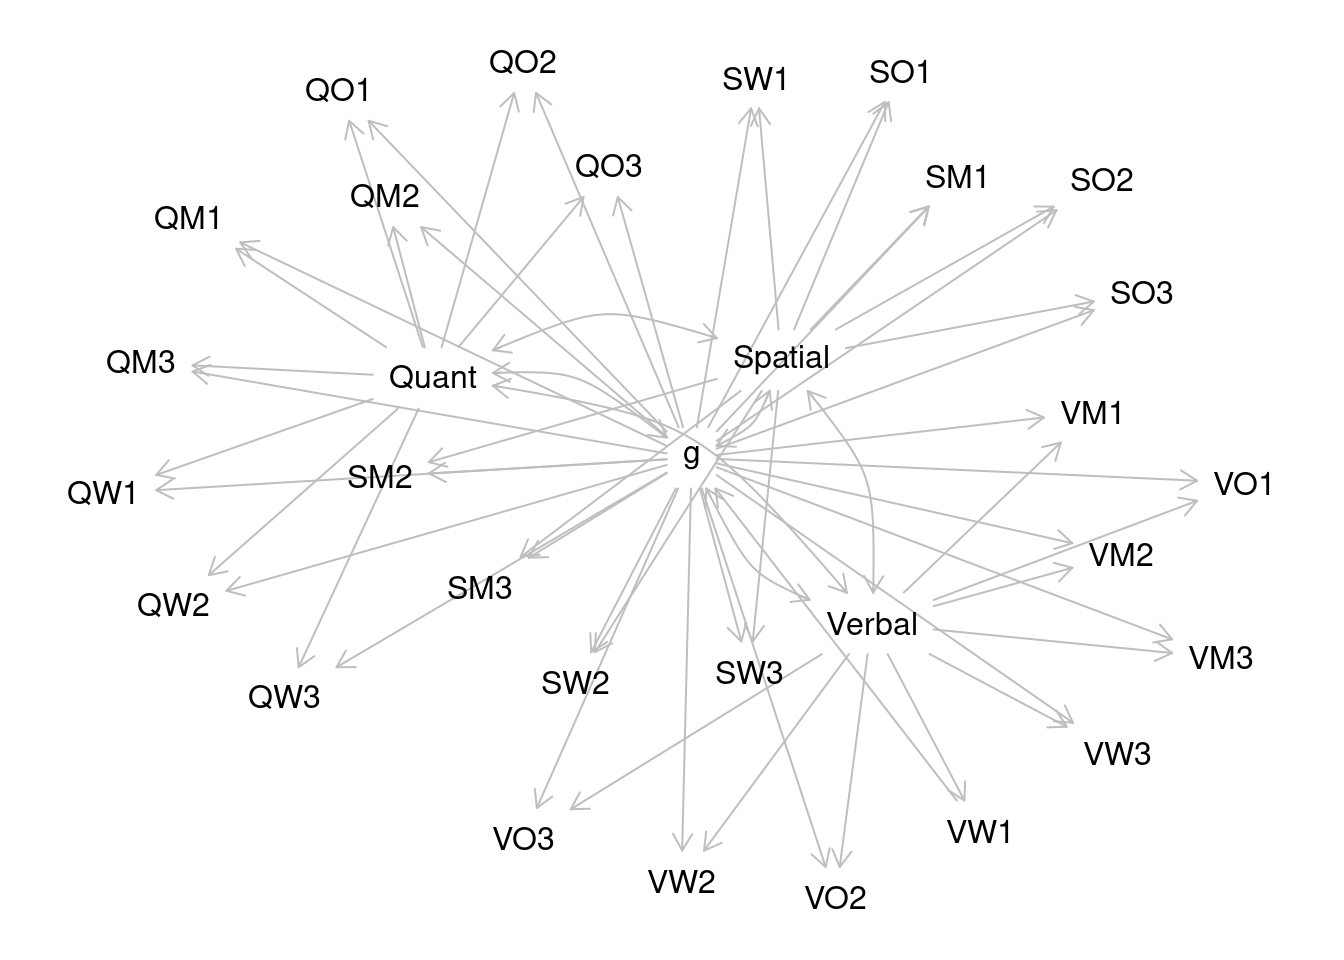 QO2
SO1
SW1
QO1
QO3
SM1
SO2
QM2
QM1
SO3
Spatial
QM3
Quant
VM1
g
SM2
VO1
QW1
VM2
SM3
QW2
Verbal
VM3
SW3
SW2
QW3
VW3
VW1
VO3
VW2
VO2